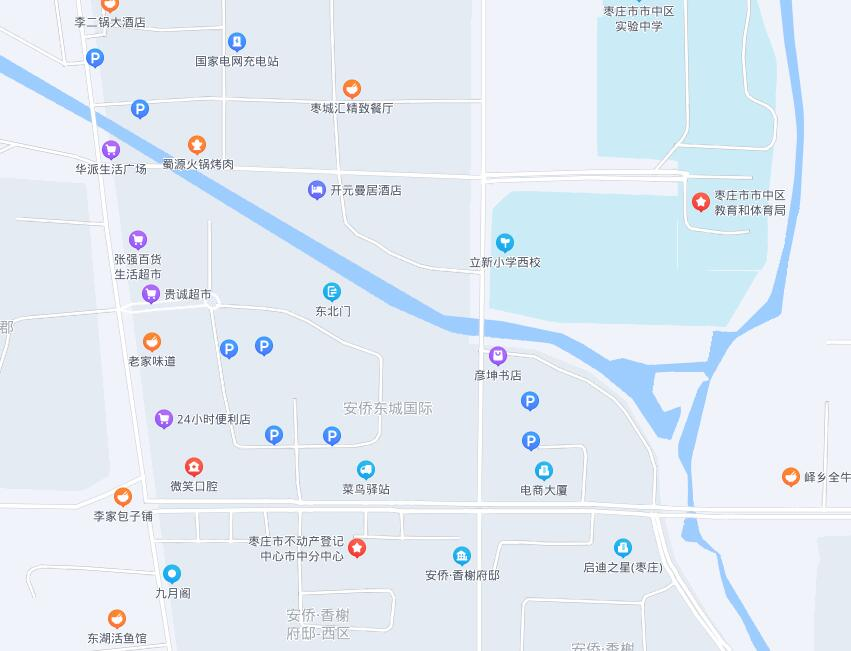 李二锅大酒店
枣庄市市中区
实验中学
P
国家电网充电站
枣城汇精致餐厅
P
华派生活广场
蜀源火锅烤肉
开元曼居酒店
枣庄市市中区
教育和体育局
张强百货
生活超市
立新小学西校
贵诚超市
东北门
郡
老家味道
P
P
彦坤书店
24小时便利店
安侨东城国际
P
P
P
P
微笑口腔
菜鸟驿站
电商大厦
峄乡全牛
李家包子铺
枣庄市不动产登记
中心市中分中心
安侨·香榭府邸
启迪之星(枣庄)
九月阁
安侨·香榭
府邸-西区
东湖活鱼馆
安侨·香榭